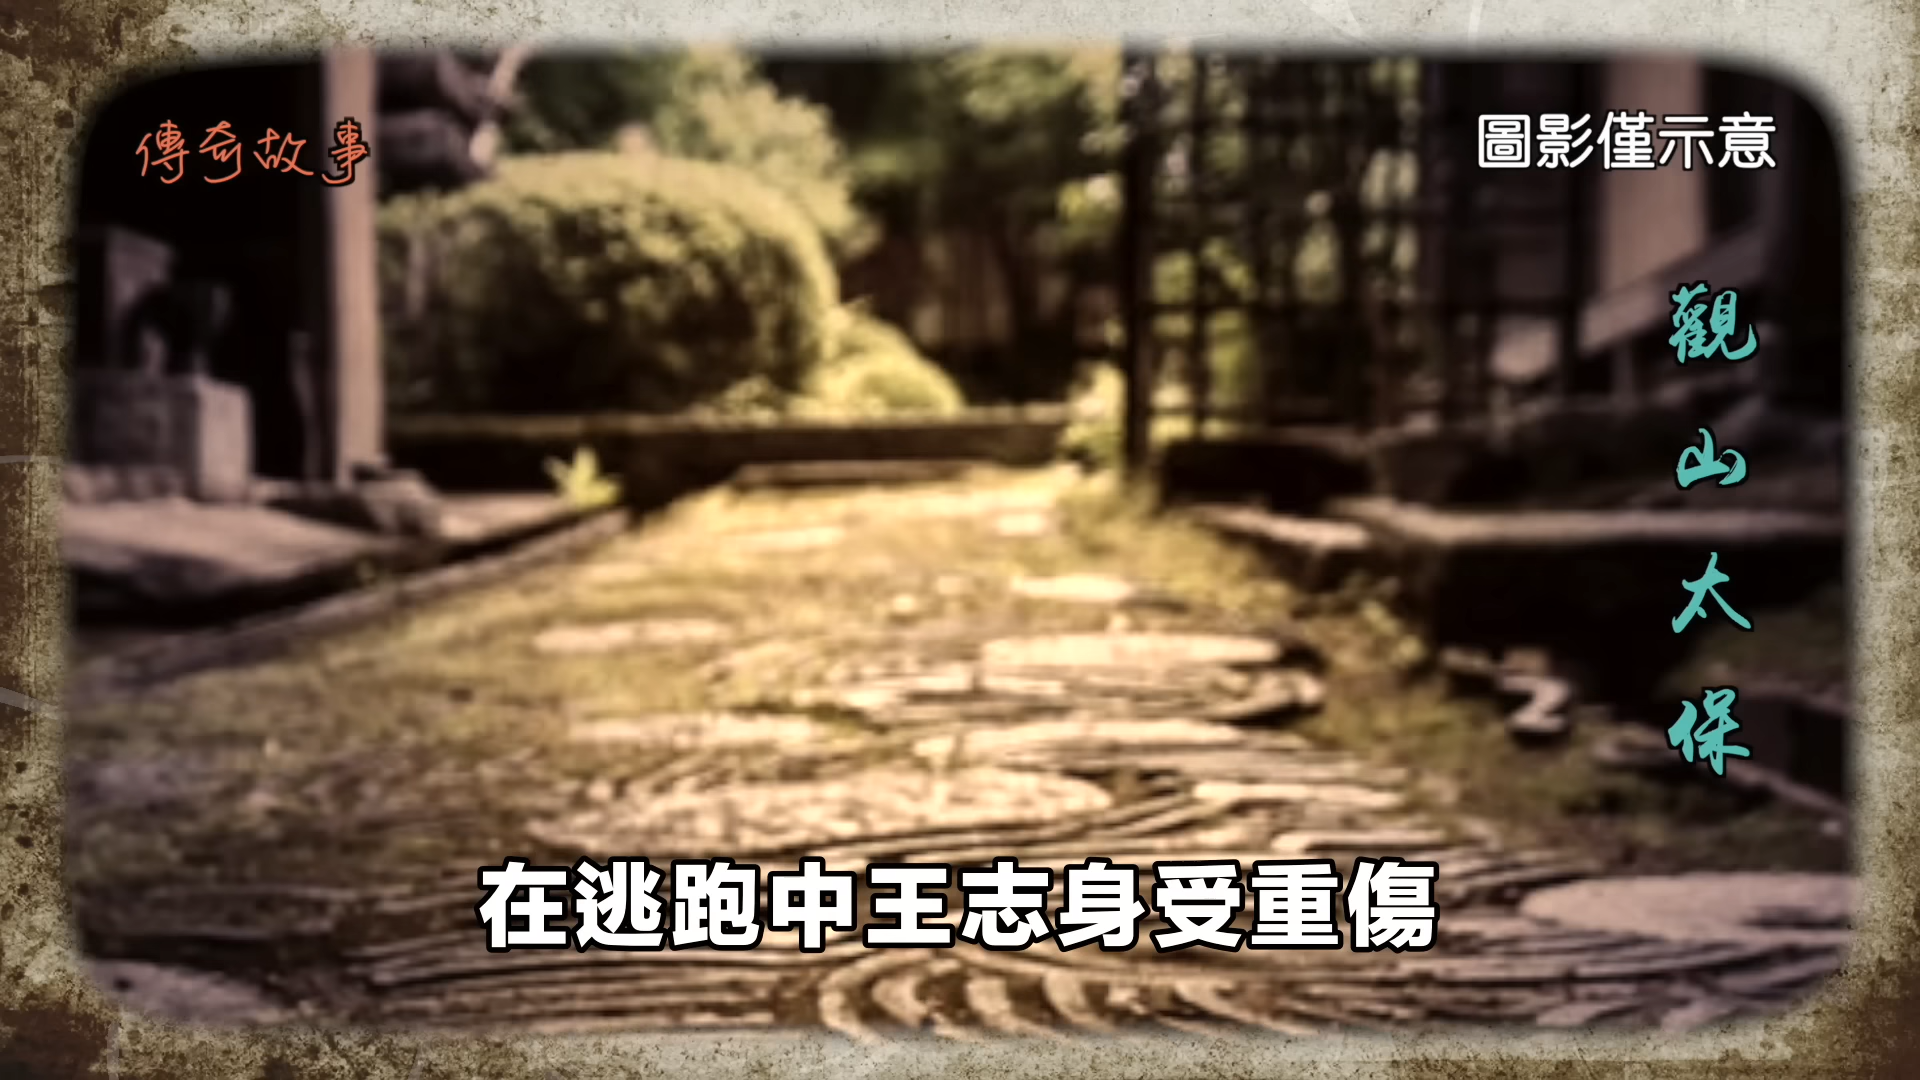 傳奇故事
圖影僅示意
觀山太保
在逃跑中王志身受重傷